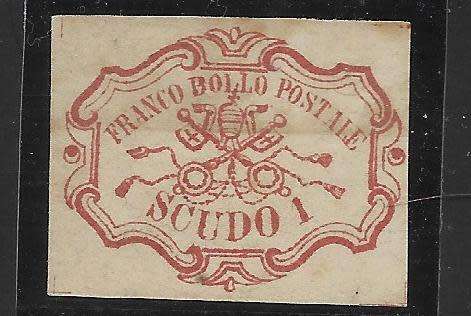 FRANCO BOLLO POSTALE
SCUDO 1